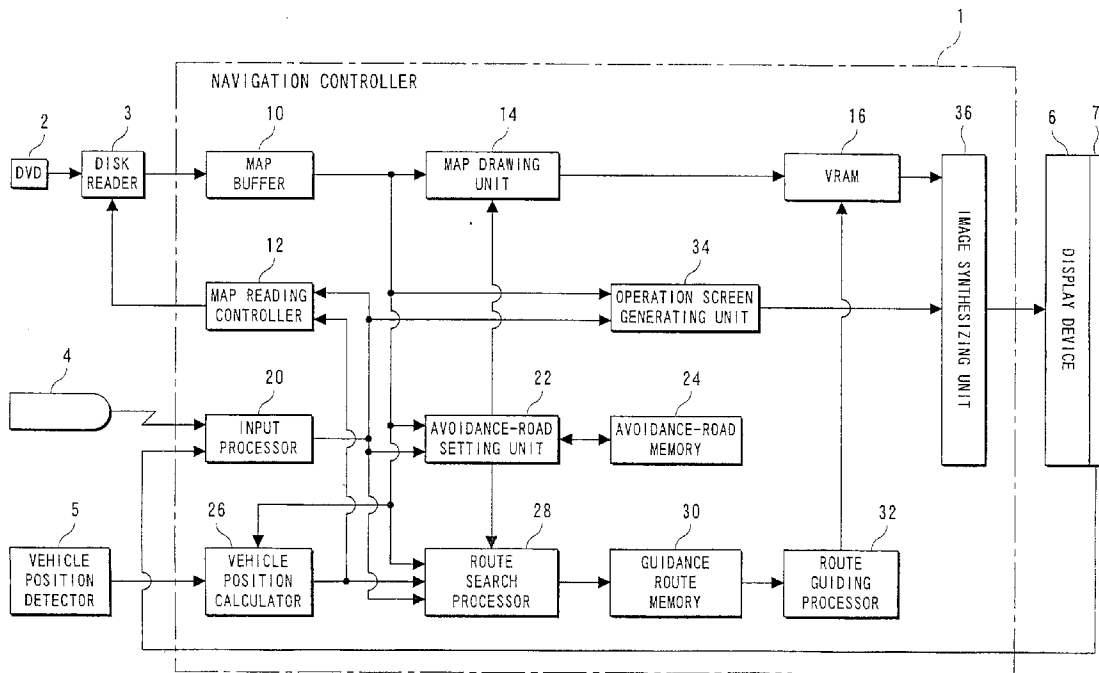 1
NAVIGATION CONTROLLER
2
3
10
14
16
36
6
7
DVD
DISK
READER
MAP
BUFFER
MAP DRAWING
UNIT
VRAM
IMAGE SYNTHESIZING UNIT
DISPLAY DEVICE
12
34
MAP READING
CONTROLLER
OPERATION SCREEN
GENERATING UNIT
4
20
22
24
INPUT
PROCESSOR
AVOIDANCE-ROAD
SETTING UNIT
AVOIDANCE-ROAD
MEMORY
5
26
28
30
32
VEHICLE
POSITION
DETECTOR
VEHICLE
POSITION
CALCULATOR
ROUTE
SEARCH
PROCESSOR
GUIDANCE
ROUTE
MEMORY
ROUTE
GUIDING
PROCESSOR